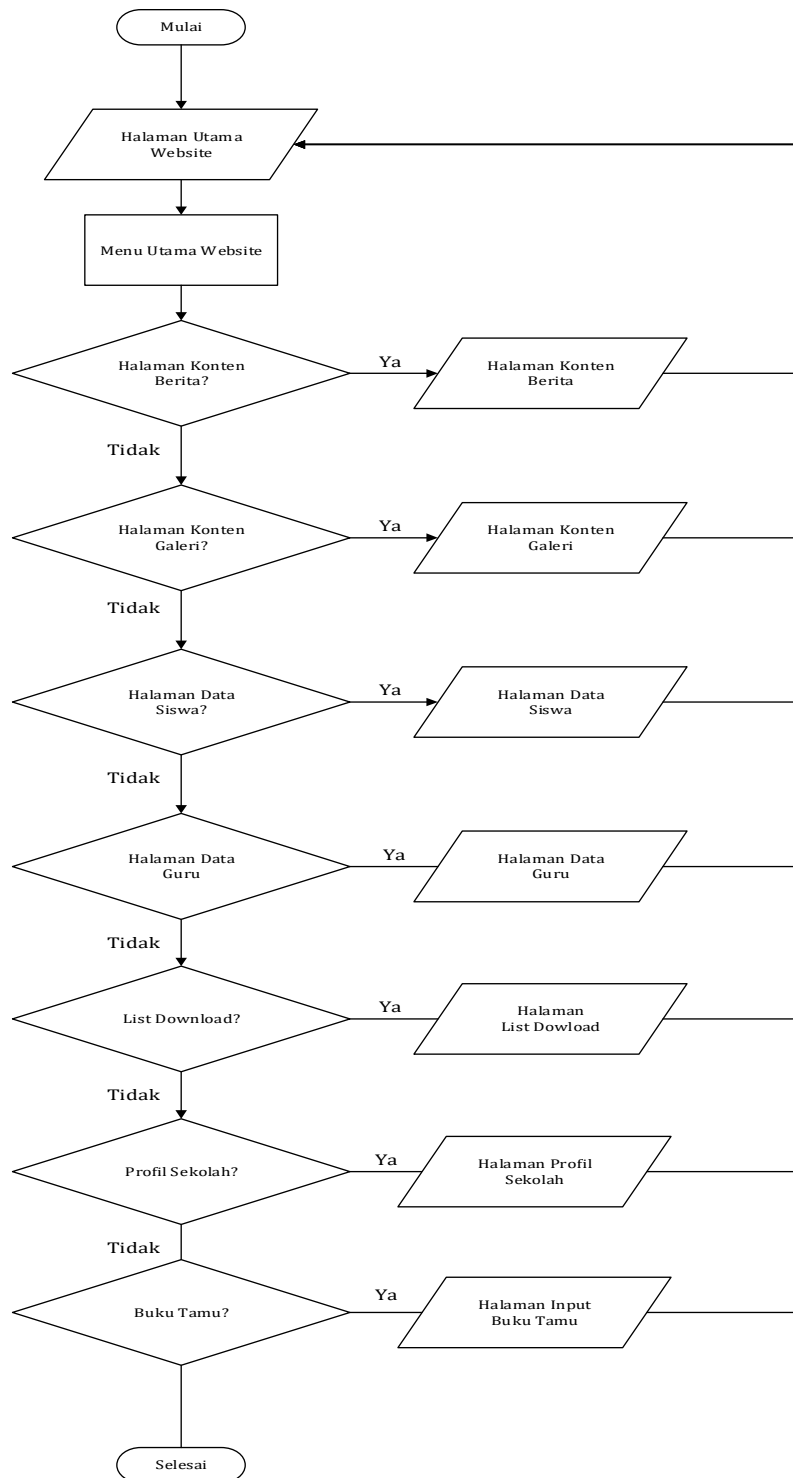 Mulai
Halaman Utama
Website
Menu Utama Website
Halaman Konten
Berita?
Ya
Halaman Konten
Berita
Tidak
Halaman Konten
Galeri?
Ya
Halaman Konten
Galeri
Tidak
Halaman Data
Siswa?
Ya
Halaman Data
Siswa
Tidak
Halaman Data
Guru
Ya
Halaman Data
Guru
Tidak
List Download?
Ya
Halaman
List Dowload
Tidak
Profil Sekolah?
Ya
Halaman Profil
Sekolah
Tidak
Buku Tamu?
Ya
Halaman Input
Buku Tamu
Selesai